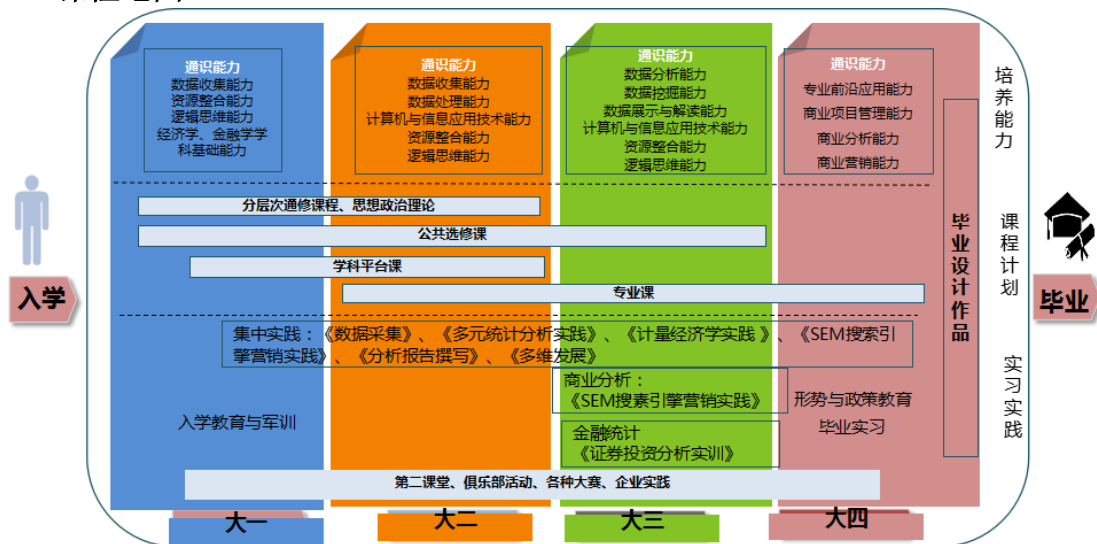 通识能力
数据收集能力
资源整合能力
逻辑思维能力
经济学、金融学学
科基础能力
通识能力
数据收集能力
数据处理能力
计算机与信息应用技术能力
资源整合能力
逻辑思维能力
通识能力
数据分析能力
数据挖掘能力
数据展示与解读能力
计算机与信息应用技术能力
资源整合能力
逻辑思维能力
通识能力
专业前沿应用能力
商业项目管理能力
商业分析能力
商业营销能力
培养能力
分层次通修课程、思想政治理论
公共选修课
学科平台课
专业课
毕业设计作品
课程计划
入学
毕业
集中实践：《数据采集》、《多元统计分析实践》、《计量经济学实践 》、《SEM搜索引
擎营销实践》、《分析报告撰写》、《多维发展》
商业分析：
《SEM搜素引擎营销实践》
入学教育与军训
形势与政策教育
毕业实习
实习实践
金融统计
《证券投资分析实训》
第二课堂、俱乐部活动、各种大赛、企业实践
大一
大二
大三
大四